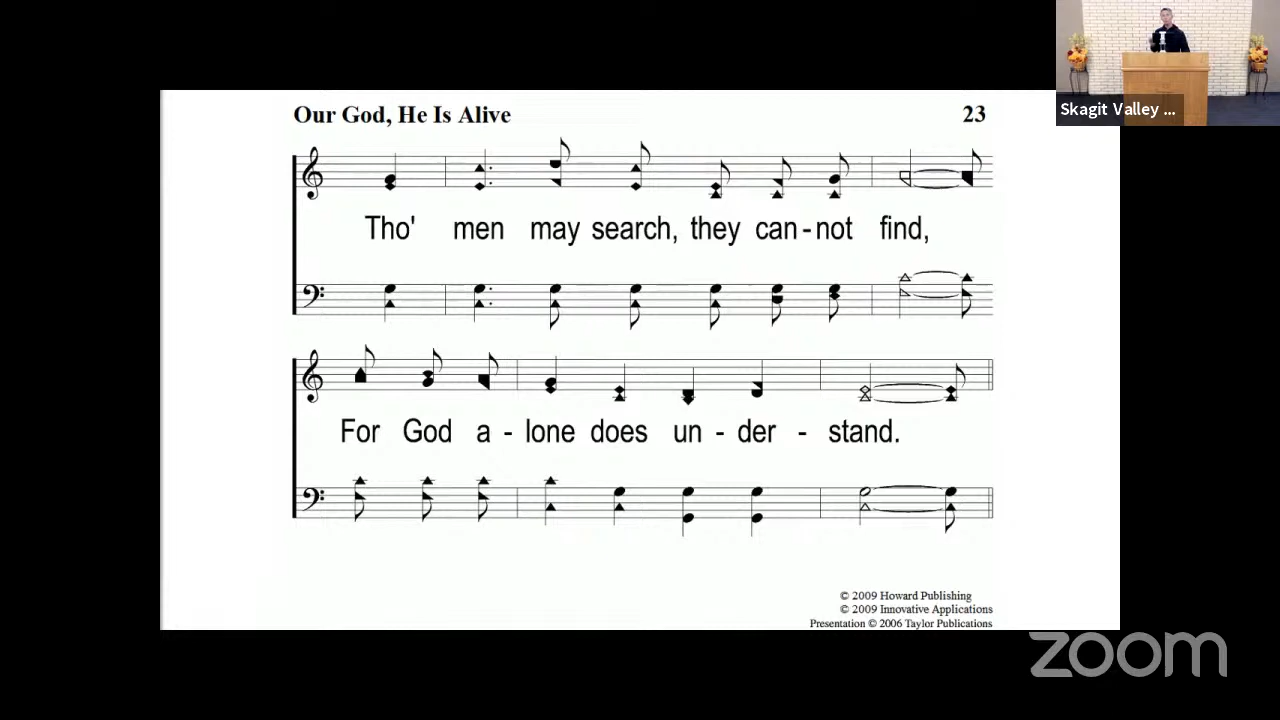 Skagit Valley ...
Our God, He Is Alive 23
Tho' men may search, they can-not find,
For God a-lone does un-der-stand.
© 2009 Howard Publishing
© 2009 Innovative Applications
Presentation © 2006 Taylor Publications
zoom